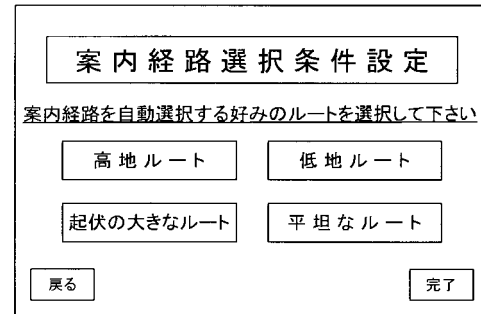 案内経路選択条件設定
案内経路を自動選択する好みのルートを選択して下さい
高地ルート
低地ルート
起伏の大きなルート
平坦なルート
戻る
完了